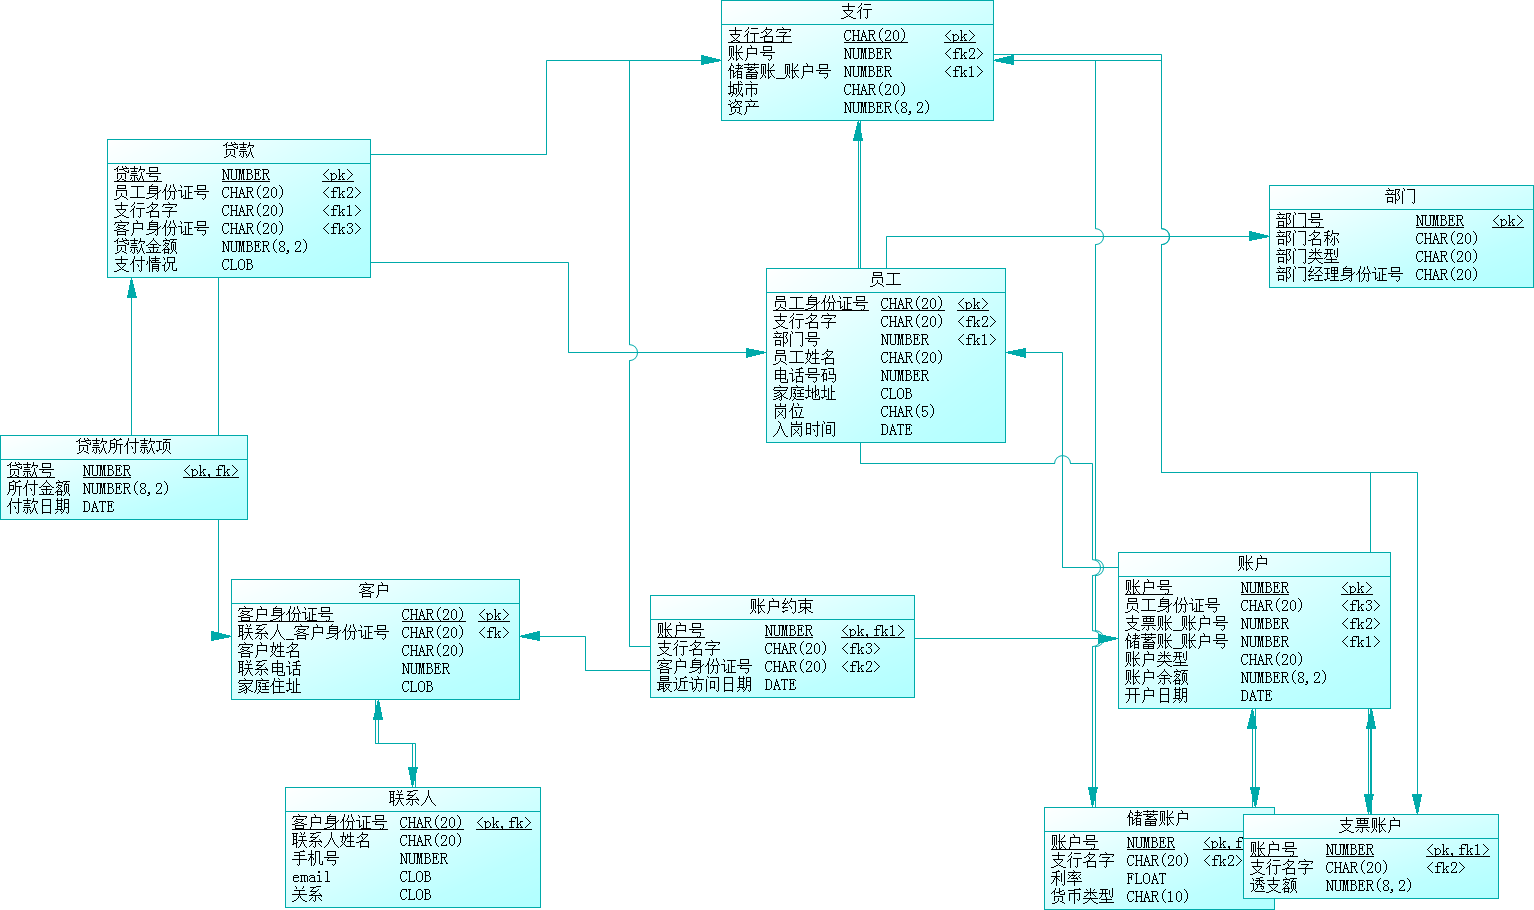 支行
支行名字 CHAR(20) <pk>
账户号 NUMBER <fk2>
储蓄账_账户号 NUMBER <fk1>
城市 CHAR(20)
资产 NUMBER(8,2)
贷款
贷款号 NUMBER <pk>
员工身份证号 CHAR(20) <fk2>
支行名字 CHAR(20) <fk1>
客户身份证号 CHAR(20) <fk3>
贷款金额 NUMBER(8,2)
支付情况 CLOB
部门
部门号 NUMBER <pk>
部门名称 CHAR(20)
部门类型 CHAR(20)
部门经理身份证号 CHAR(20)
员工
员工身份证号 CHAR(20) <pk>
支行名字 CHAR(20) <fk2>
部门号 NUMBER <fk1>
员工姓名 CHAR(20)
电话号码 NUMBER
家庭地址 CLOB
岗位 CHAR(5)
入岗时间 DATE
贷款所付款项
贷款号 NUMBER <pk,fk>
所付金额 NUMBER(8,2)
付款日期 DATE
客户
客户身份证号 CHAR(20) <pk>
联系人_客户身份证号 CHAR(20) <fk>
客户姓名 CHAR(20)
联系电话 NUMBER
家庭住址 CLOB
账户约束
账户号 NUMBER <pk,fk1>
支行名字 CHAR(20) <fk3>
客户身份证号 CHAR(20) <fk2>
最近访问日期 DATE
账户
账户号 NUMBER <pk>
员工身份证号 CHAR(20) <fk3>
支票账_账户号 NUMBER <fk2>
储蓄账_账户号 NUMBER <fk1>
账户类型 CHAR(20)
账户余额 NUMBER(8,2)
开户日期 DATE
联系人
客户身份证号 CHAR(20) <pk,fk>
联系人姓名 CHAR(20)
手机号 NUMBER
email CLOB
关系 CLOB
储蓄账户
账户号 NUMBER <pk,f
支行名字 CHAR(20) <fk2>
利率 FLOAT
货币类型 CHAR(10)
支票账户
账户号 NUMBER <pk,fk1>
支行名字 CHAR(20) <fk2>
透支额 NUMBER(8,2)